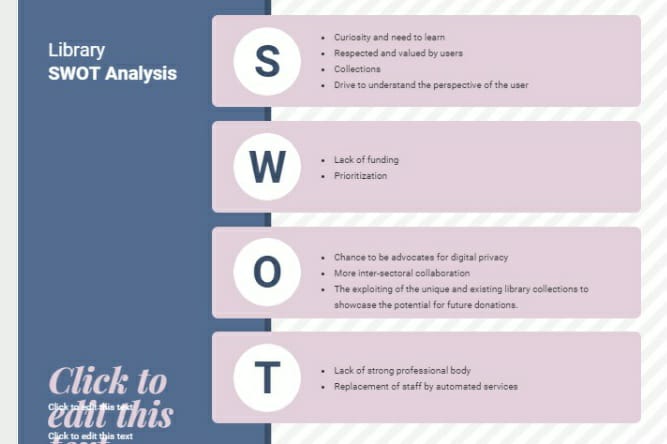 Library
SWOT Analysis
S
Curiosity and need to learn
Respected and valued by users
Collections
Drive to understand the perspective of the user
W
Lack of funding
Prioritization
O
Chance to be advocates for digital privacy
More inter-sectoral collaboration
The exploiting of the unique and existing library collections to
showcase the potential for future donations.
T
Lack of strong professional body
Replacement of staff by automated services
Click to
edit this
text
Click to edit this text
Click to edit this text